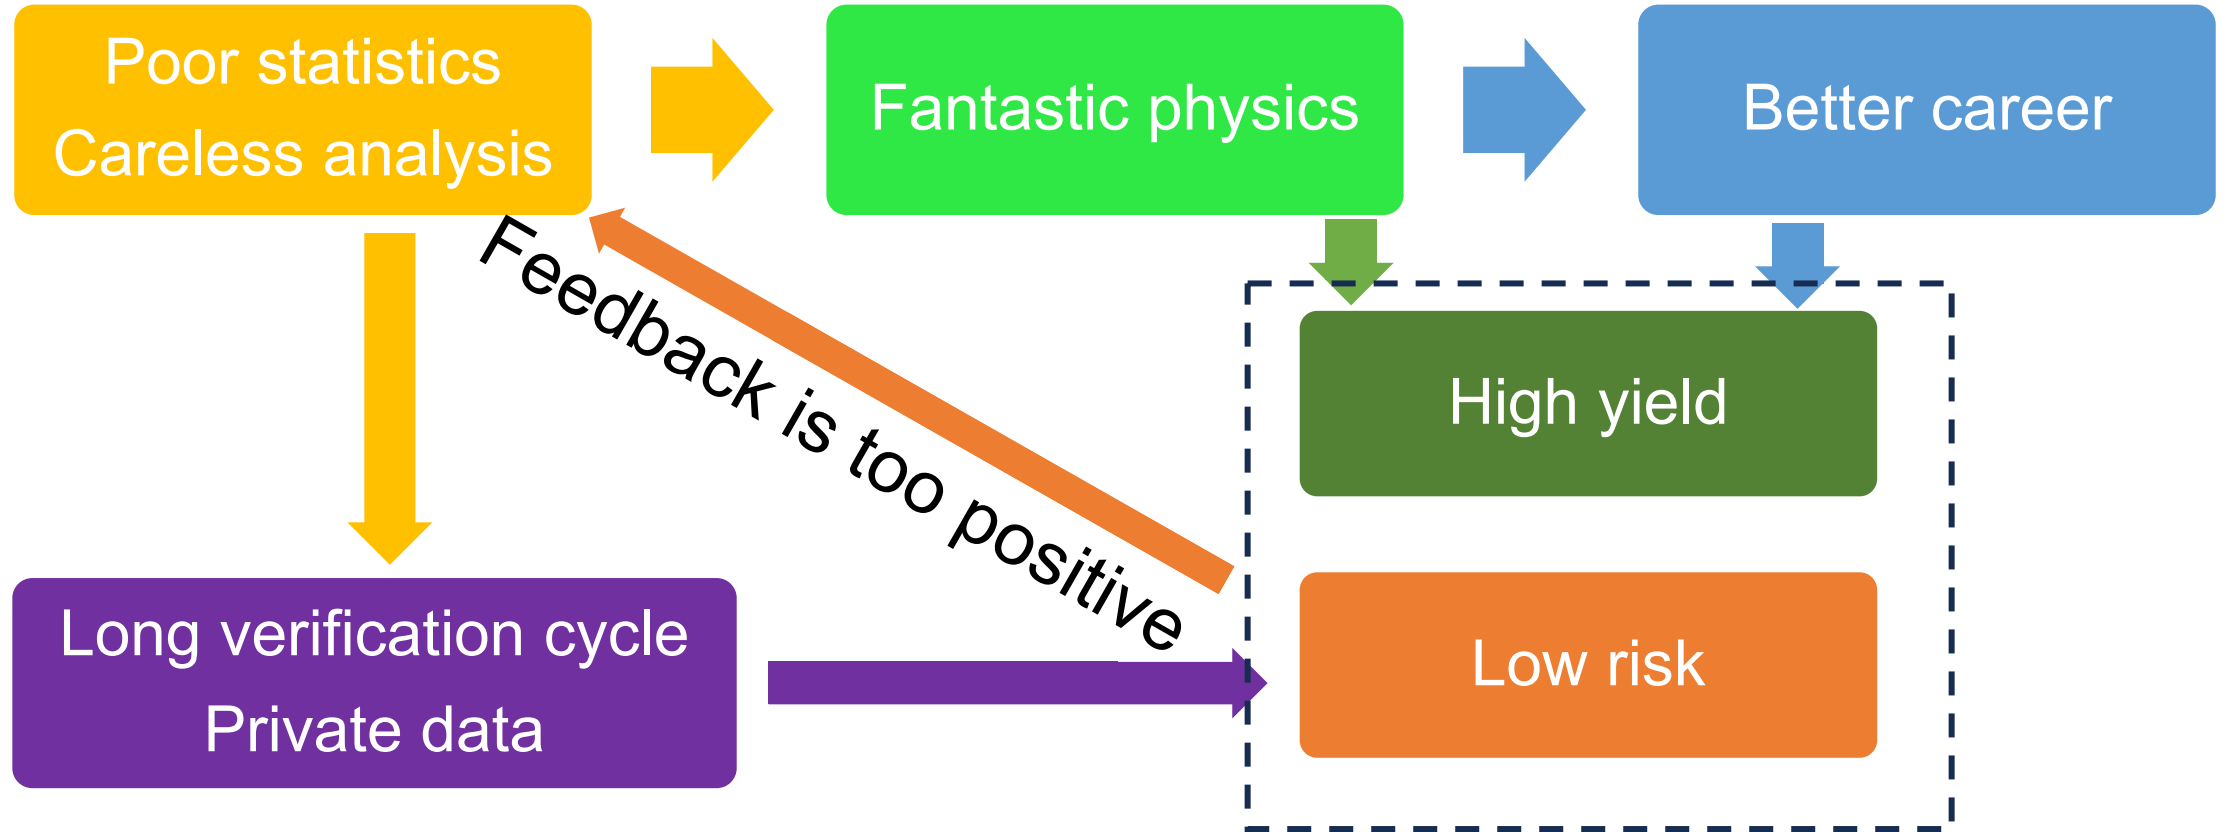 Poor statistics
Careless analysis
Fantastic physics
Better career
Feedback is too positive
High yield
Long verification cycle
Private data
Low risk